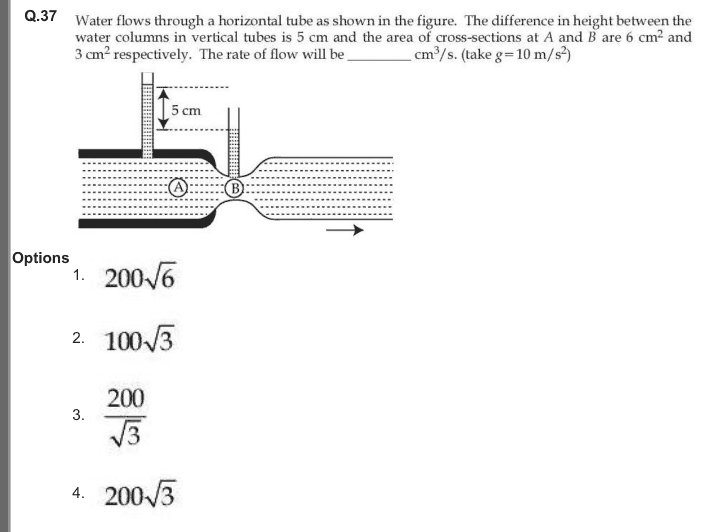 Q.37 Water flows through a horizontal tube as shown in the figure. The difference in height between the
water columns in vertical tubes is 5 cm and the area of cross-sections at A and B are 6 cm² and
3 cm² respectively. The rate of flow will be ________ cm³/s. (take g=10 m/s²)
5 cm
A
B
Options
1. 200√6
2. 100√3
3. 200/√3
4. 200√3